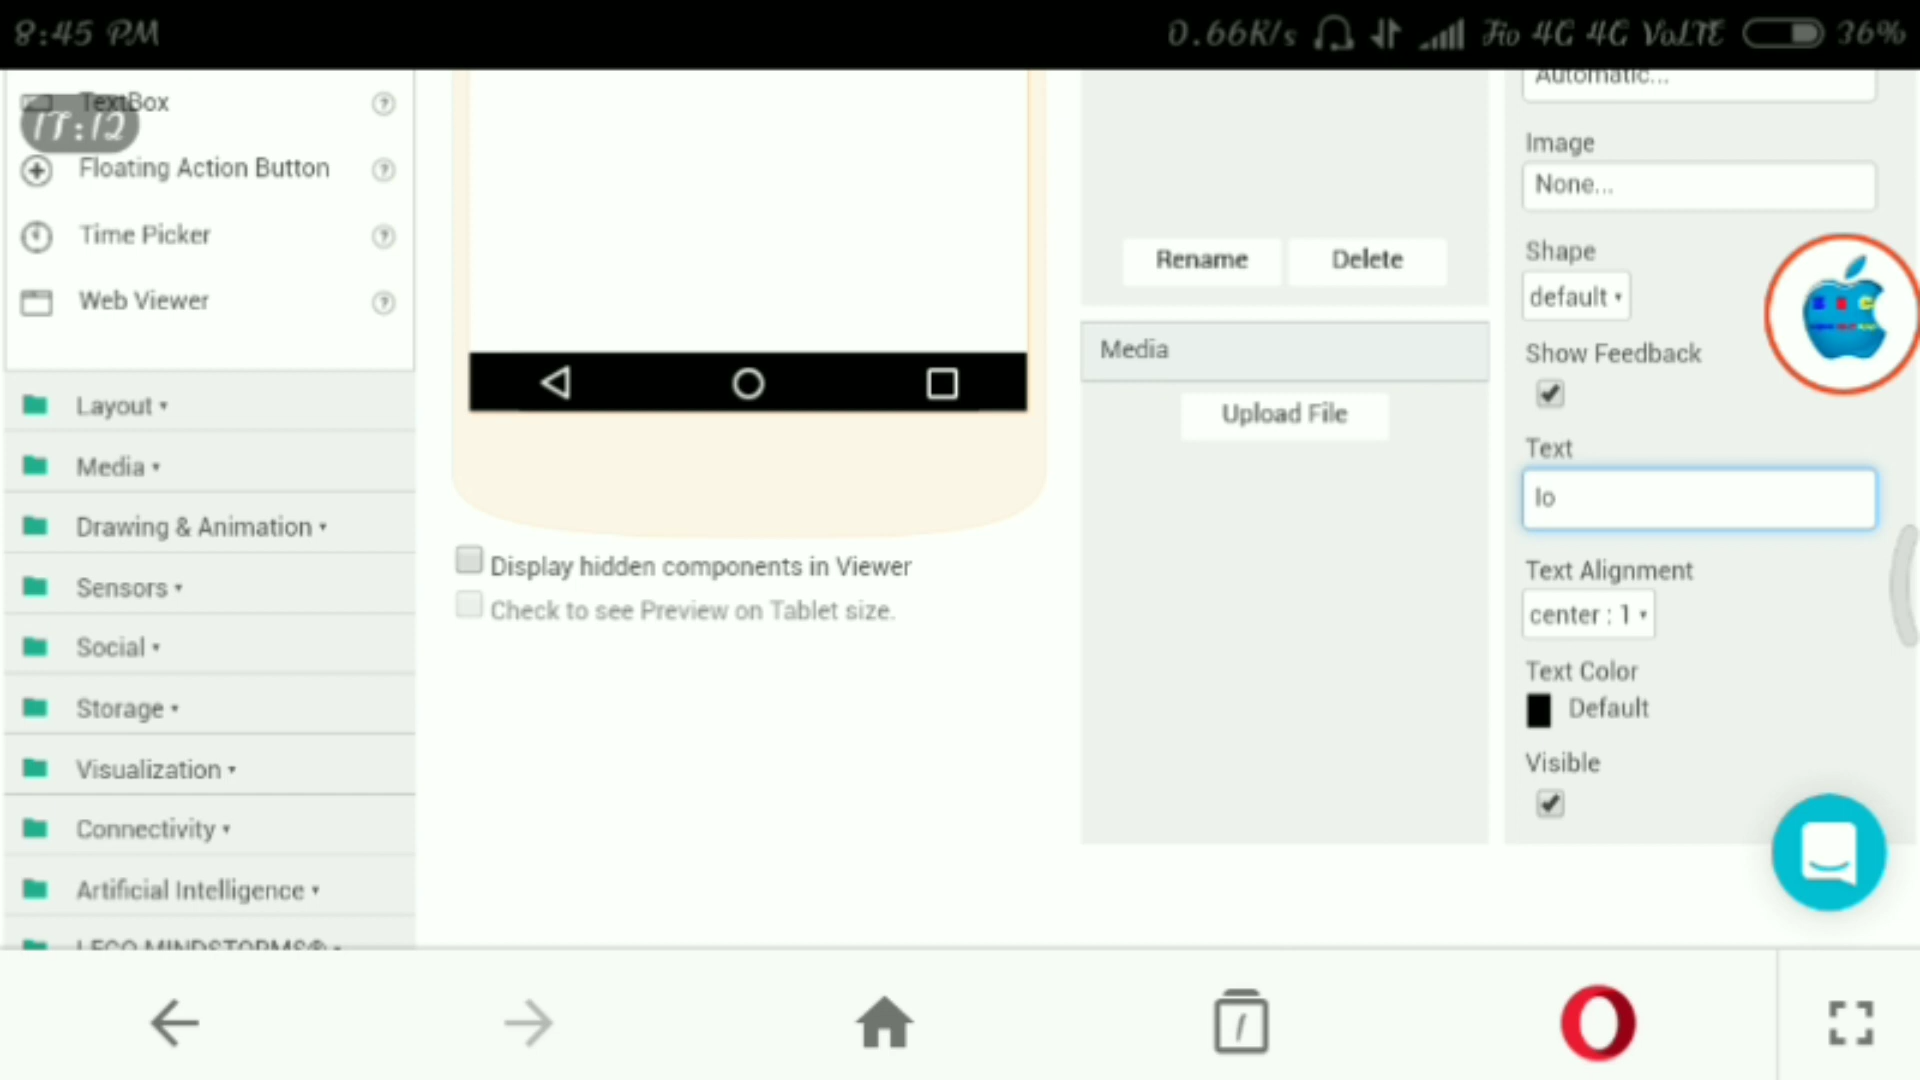 8:45 PM
0.66K/s Jio 4G 4G VoLTE 36%
TextBox
17:12
Floating Action Button
Time Picker
Web Viewer
Layout
Media
Drawing & Animation
Sensors
Social
Storage
Visualization
Connectivity
Artificial Intelligence
LEGO MINDSTORMS®
Display hidden components in Viewer
Check to see Preview on Tablet size.
Rename Delete
Media
Upload File
Automatic...
Image
None...
Shape
default
Show Feedback
Text
lo
Text Alignment
center : 1
Text Color
Default
Visible